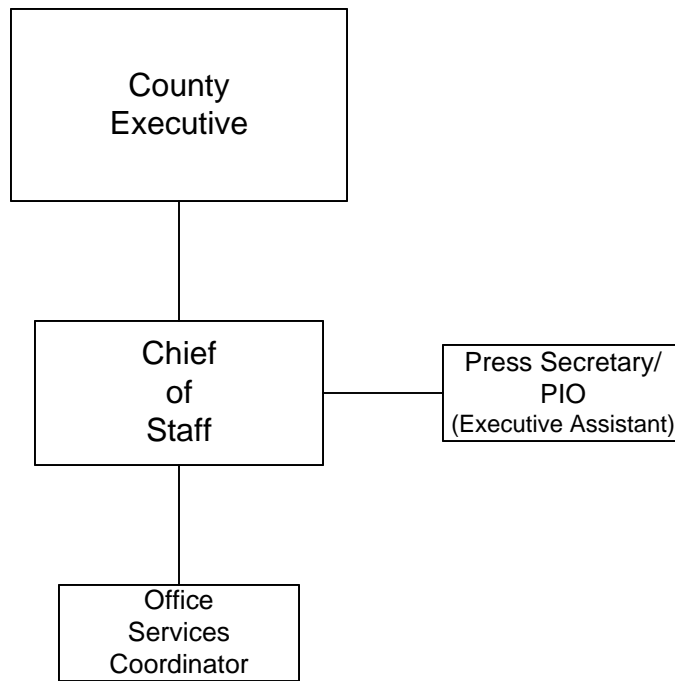 County
Executive
Chief
of
Staff
Press Secretary/
PIO
(Executive Assistant)
Office
Services
Coordinator